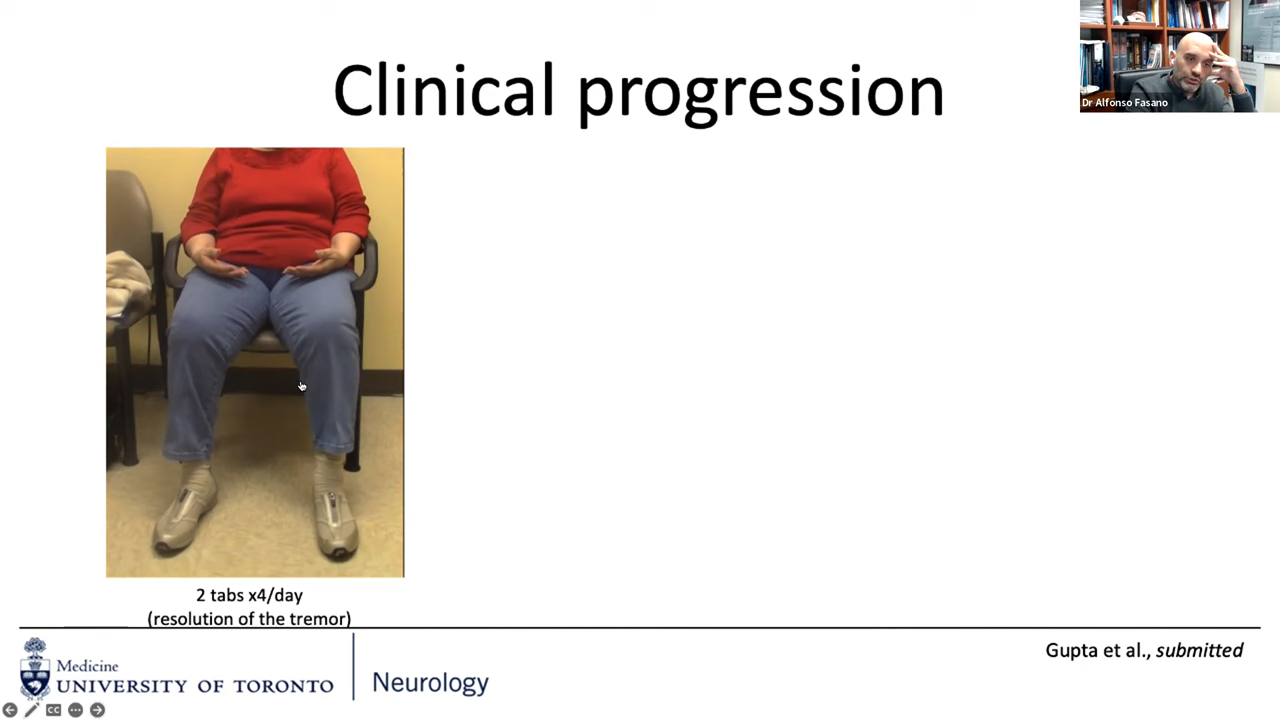 Clinical progression
Dr Alfonso Fasano
2 tabs x4/day
(resolution of the tremor)
Gupta et al., submitted
Medicine
UNIVERSITY OF TORONTO
Neurology
CC